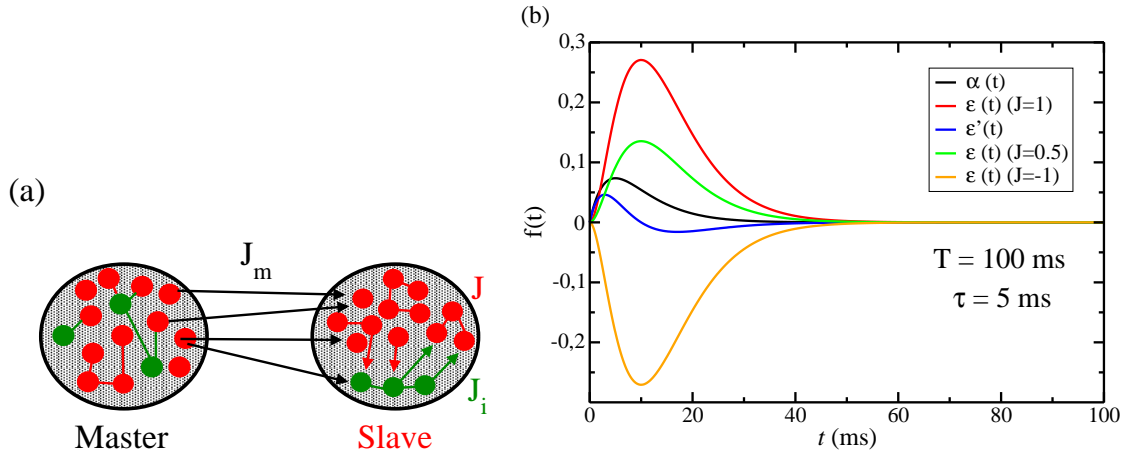 (a)
J_m
J
J_i
Master
Slave
(b)
0,3
0,2
0,1
0
-0,1
-0,2
f(t)
α (t)
ε (t) (J=1)
ε'(t)
ε (t) (J=0.5)
ε (t) (J=-1)
T = 100 ms
τ = 5 ms
0 20 40 60 80 100
t (ms)